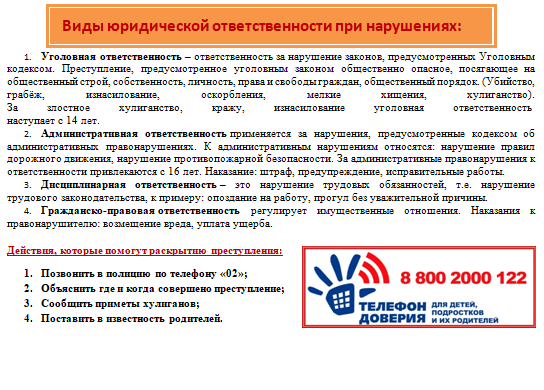 Виды юридической ответственности при нарушениях:
1. Уголовная ответственность – ответственность за нарушение законов, предусмотренных Уголовным
кодексом. Преступление, предусмотренное уголовным законом общественно опасное, посягающее на
общественный строй, собственность, личность, права и свободы граждан, общественный порядок. (Убийство,
грабёж, изнасилование, оскорбления, мелкие хищения, хулиганство).
За злостное хулиганство, кражу, изнасилование уголовная ответственность
наступает с 14 лет.
2. Административная ответственность применяется за нарушения, предусмотренные кодексом об
административных правонарушениях. К административным нарушениям относятся: нарушение правил
дорожного движения, нарушение противопожарной безопасности. За административные правонарушения к
ответственности привлекаются с 16 лет. Наказание: штраф, предупреждение, исправительные работы.
3. Дисциплинарная ответственность – это нарушение трудовых обязанностей, т.е. нарушение
трудового законодательства, к примеру: опоздание на работу, прогул без уважительной причины.
4. Гражданско-правовая ответственность регулирует имущественные отношения. Наказания к
правонарушителю: возмещение вреда, уплата ущерба.
Действия, которые помогут раскрытию преступления:
1. Позвонить в полицию по телефону «02»;
2. Объяснить где и когда совершено преступление;
3. Сообщить приметы хулиганов;
4. Поставить в известность родителей.
8 800 2000 122
ТЕЛЕФОН
ДОВЕРИЯ
ДЛЯ ДЕТЕЙ,
ПОДРОСТКОВ
И ИХ РОДИТЕЛЕЙ